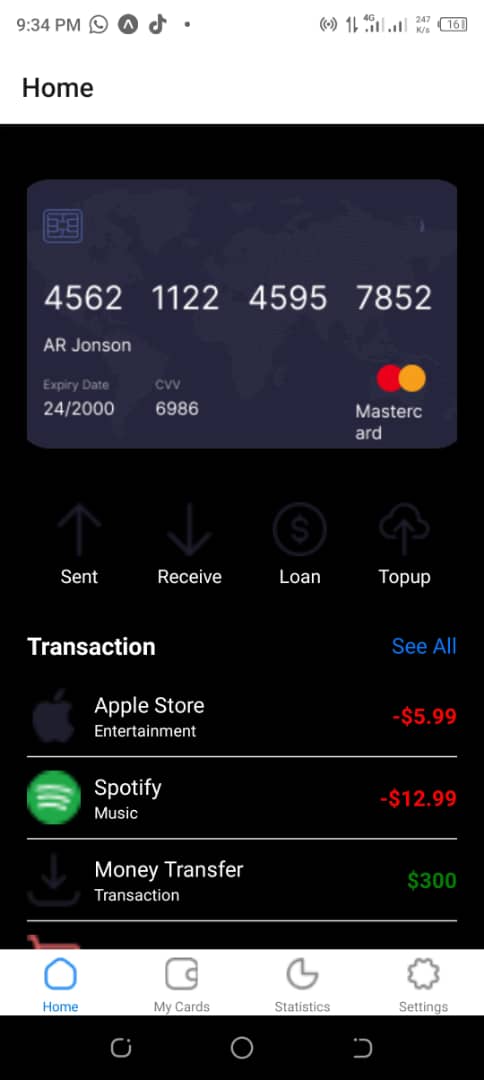 9:34 PM
4G
247
K/s
16
Home
4562 1122 4595 7852
AR Jonson
Expiry Date CVV
24/2000 6986
Masterc
ard
Sent Receive Loan Topup
Transaction See All
Apple Store
Entertainment
-$5.99
Spotify
Music
-$12.99
Money Transfer
Transaction
$300
Home My Cards Statistics Settings